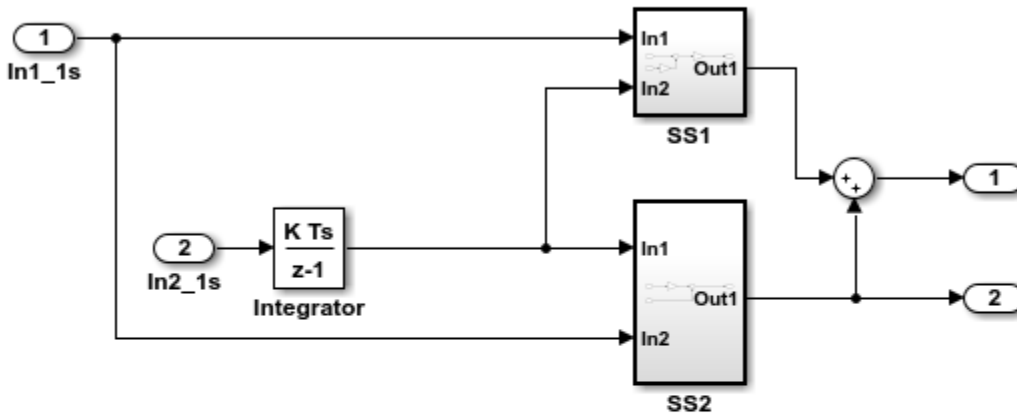 1
In1_1s
In1
In2
Out1
SS1
2
In2_1s
K Ts
z-1
Integrator
In1
In2
Out1
SS2
+
+
1
2